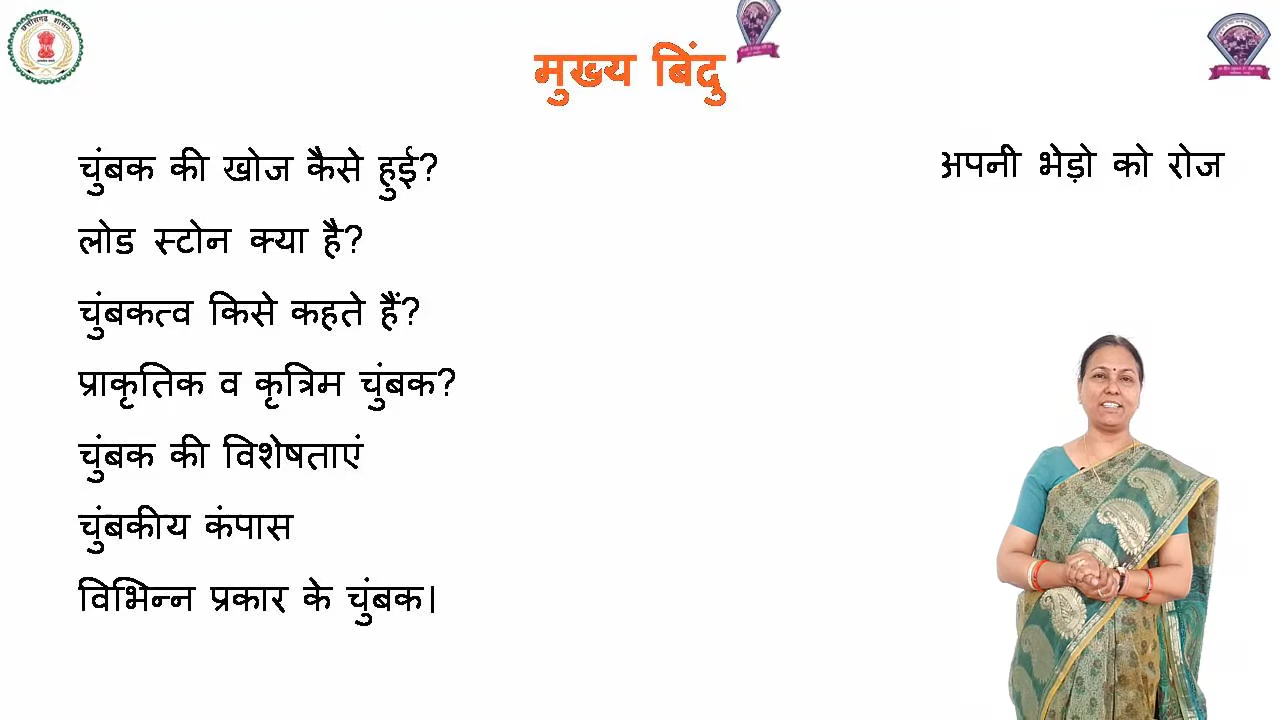 मुख्य बिंदु
चुंबक की खोज कैसे हुई?
अपनी भेड़ो को रोज
लोड स्टोन क्या है?
चुंबकत्व किसे कहते हैं?
प्राकृतिक व कृत्रिम चुंबक?
चुंबक की विशेषताएं
चुंबकीय कंपास
विभिन्न प्रकार के चुंबक।